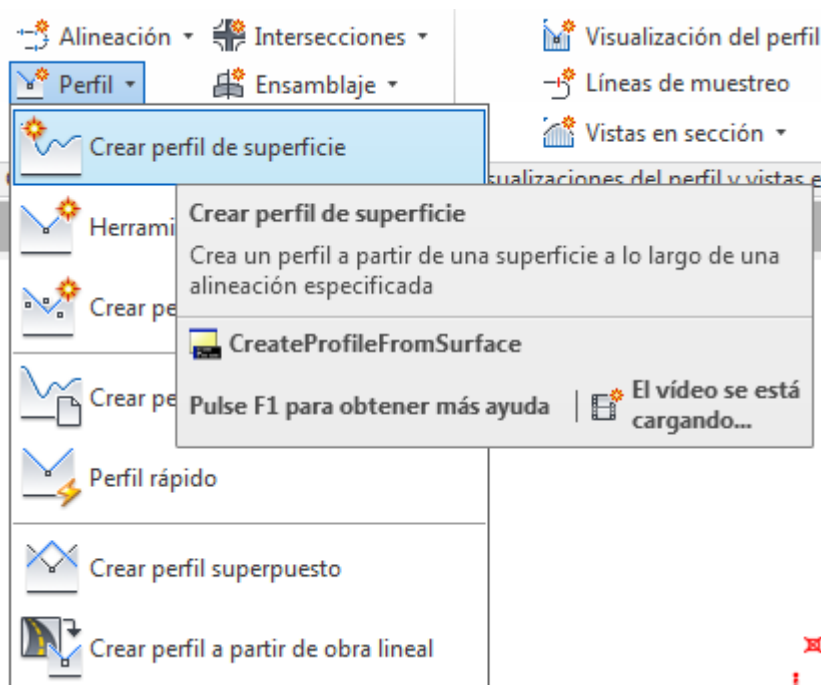 Alineación
Intersecciones
Visualización del perfil
Perfil
Ensamblaje
Líneas de muestreo
Vistas en sección
Crear perfil de superficie
sualizaciones del perfil y vistas e
Crear perfil de superficie
Crea un perfil a partir de una superficie a lo largo de una
alineación especificada
CreateProfileFromSurface
Pulse F1 para obtener más ayuda
El vídeo se está
cargando...
Herrami
Crear pe
Crear pe
Perfil rápido
Crear perfil superpuesto
Crear perfil a partir de obra lineal